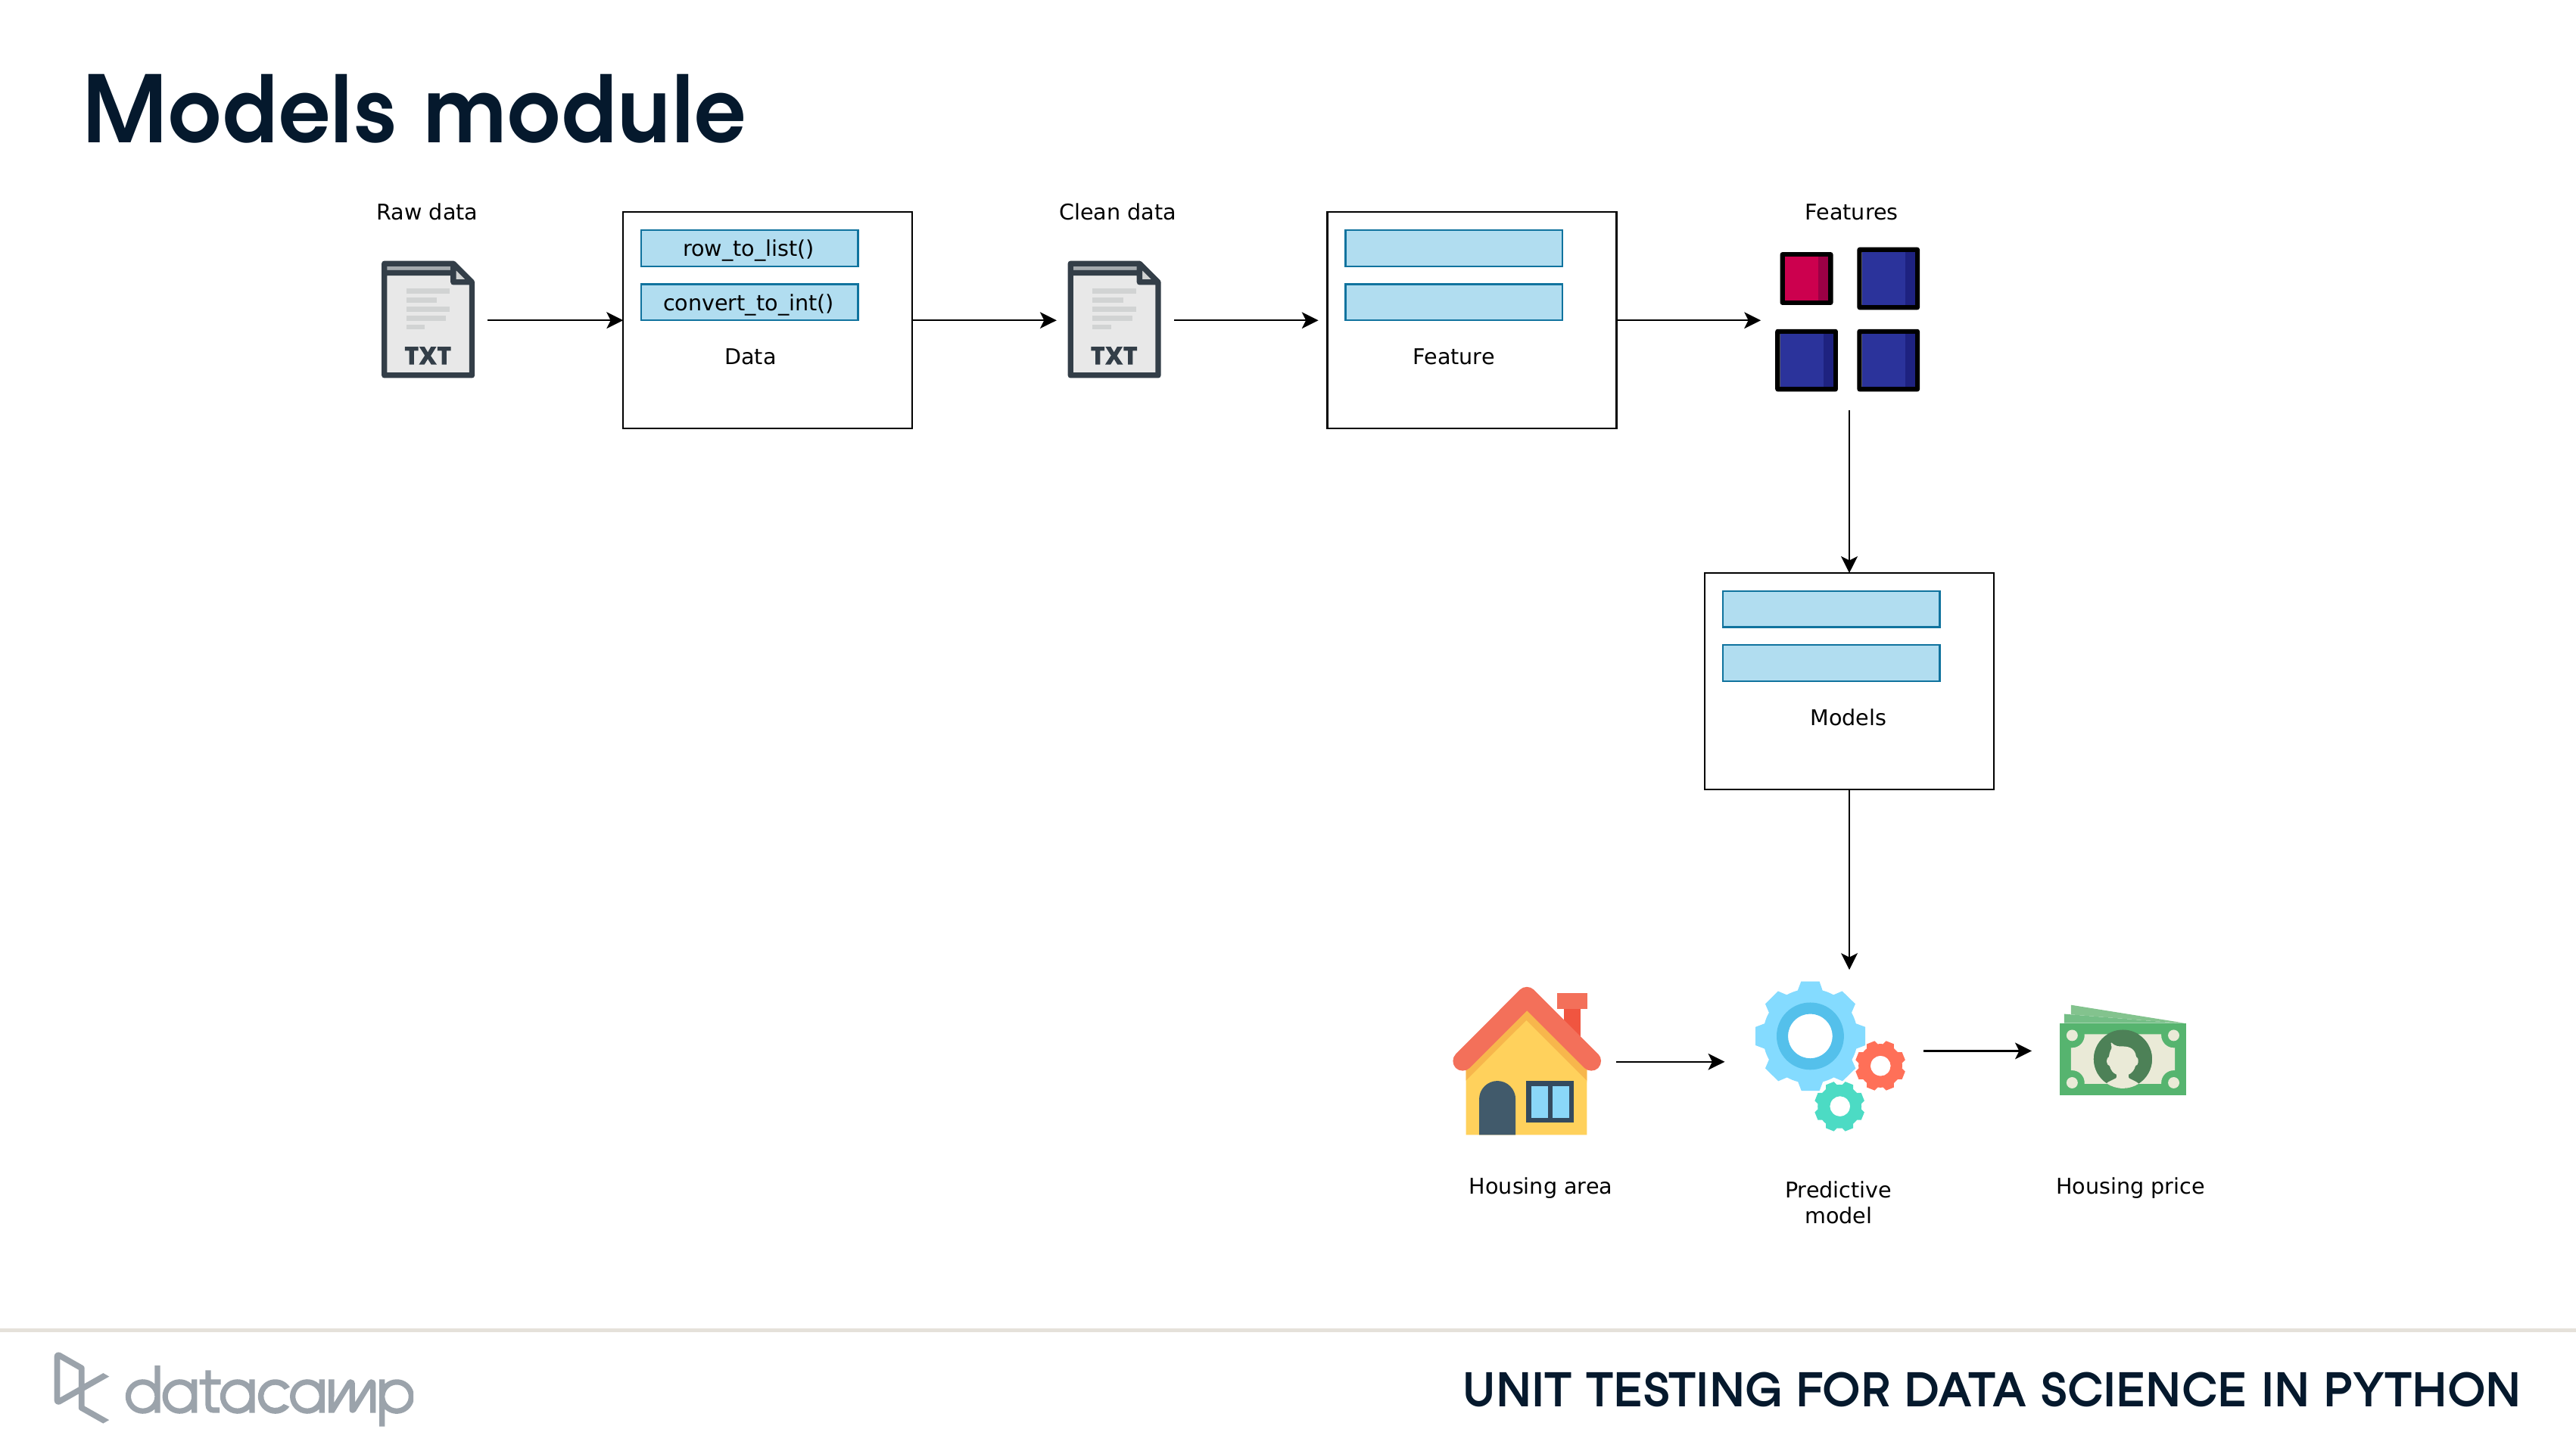 Models module
Raw data
Clean data
Features
row_to_list()
convert_to_int()
TXT
Data
TXT
Feature
Models
Housing area
Predictive
model
Housing price
datacamp
UNIT TESTING FOR DATA SCIENCE IN PYTHON